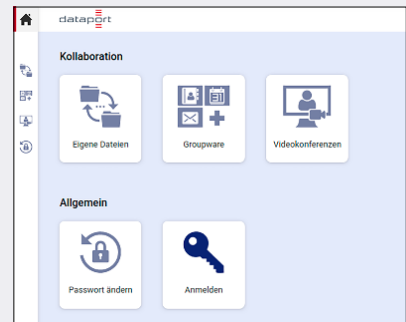 dataport
Kollaboration
Eigene Dateien
Groupware
Videokonferenzen
Allgemein
Passwort ändern
Anmelden